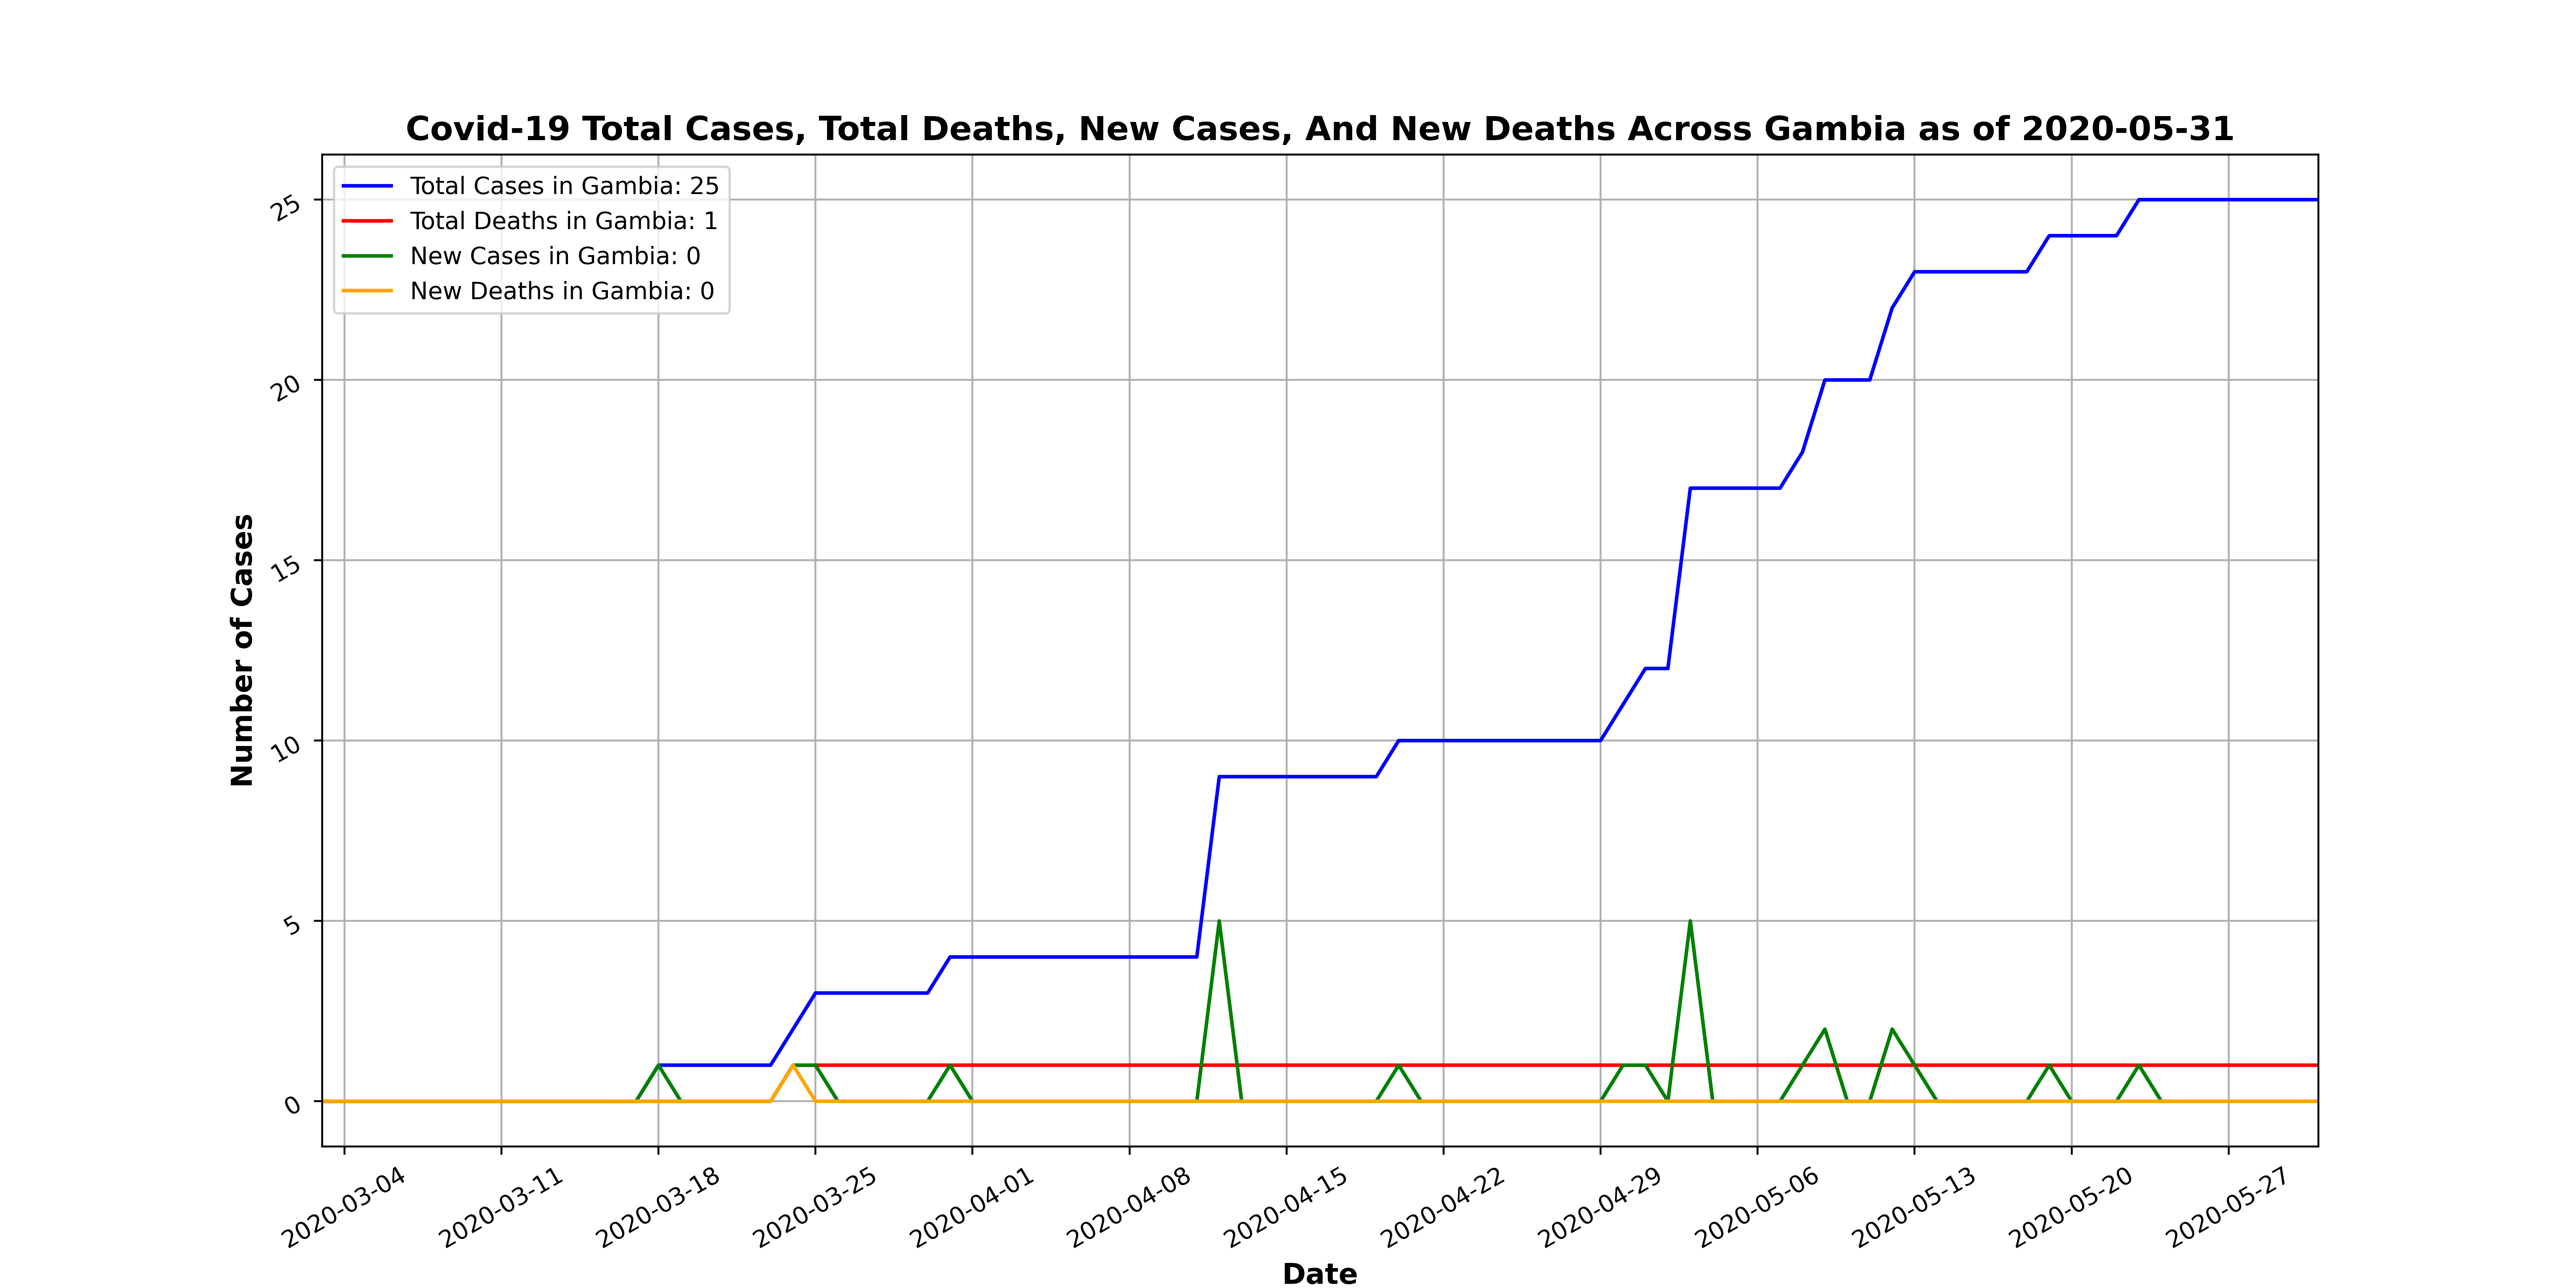 Covid-19 Total Cases, Total Deaths, New Cases, And New Deaths Across Gambia as of 2020-05-31
Total Cases in Gambia: 25
Total Deaths in Gambia: 1
New Cases in Gambia: 0
New Deaths in Gambia: 0
Number of Cases
25
20
15
10
5
0
2020-03-04
2020-03-11
2020-03-18
2020-03-25
2020-04-01
2020-04-08
2020-04-15
2020-04-22
2020-04-29
2020-05-06
2020-05-13
2020-05-20
2020-05-27
Date